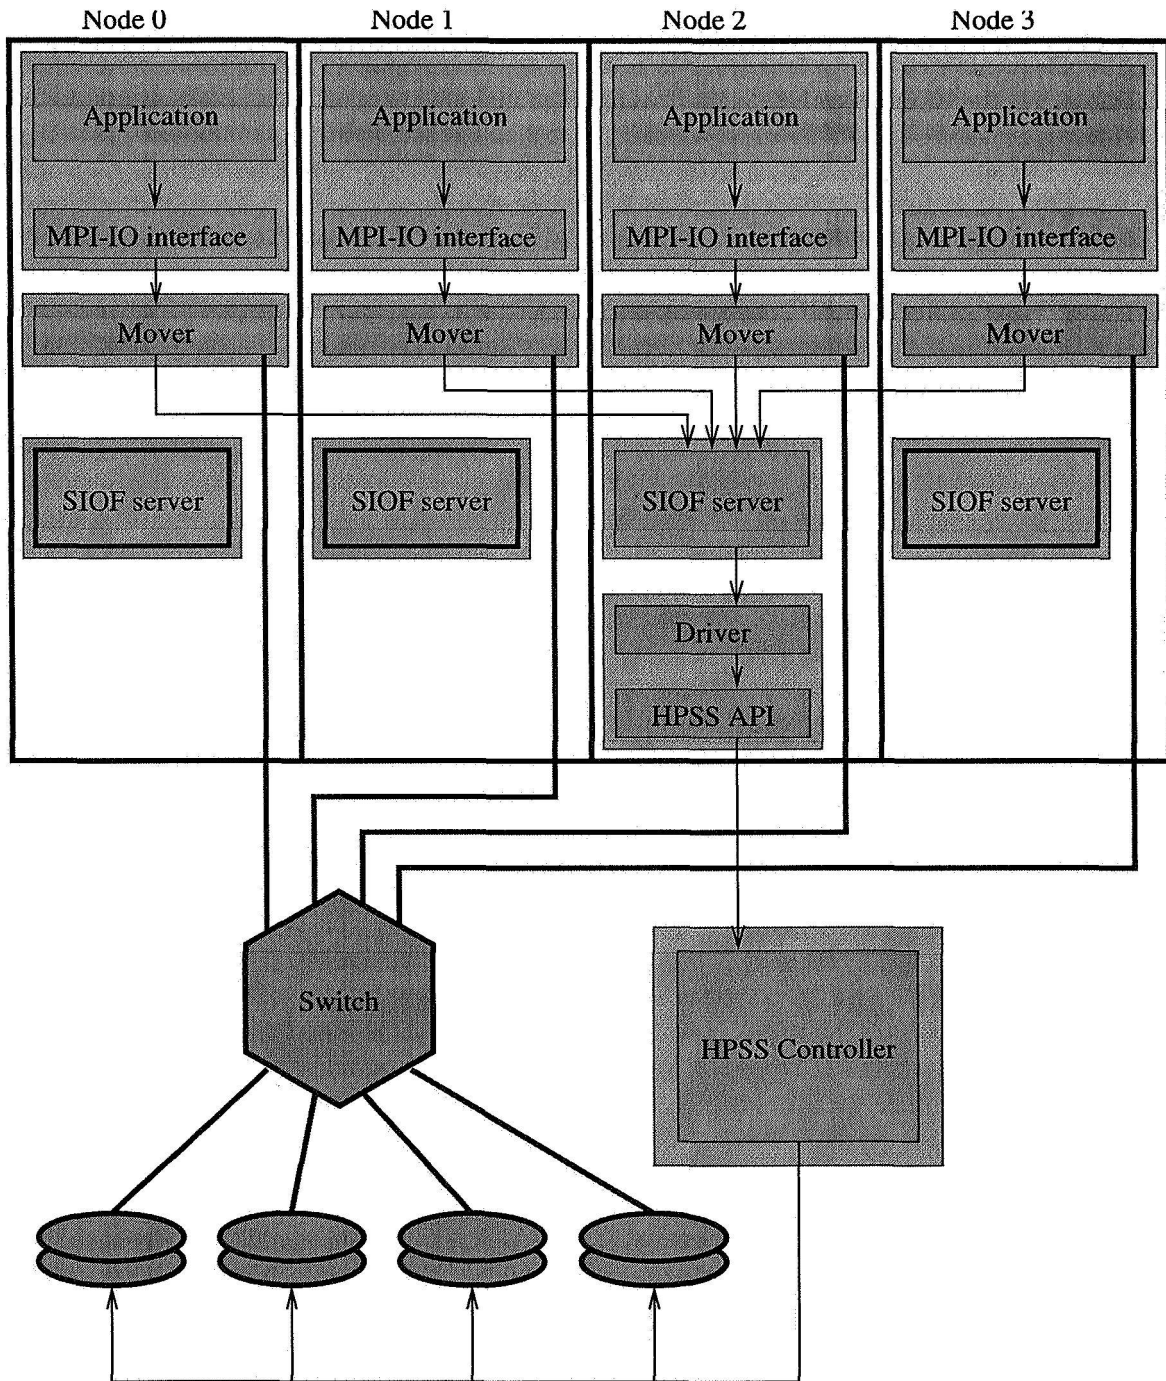 Node 0 Node 1 Node 2 Node 3
Application Application Application Application
MPI-IO interface MPI-IO interface MPI-IO interface MPI-IO interface
Mover Mover Mover Mover
SIOF server SIOF server SIOF server SIOF server
Driver
HPSS API
Switch
HPSS Controller